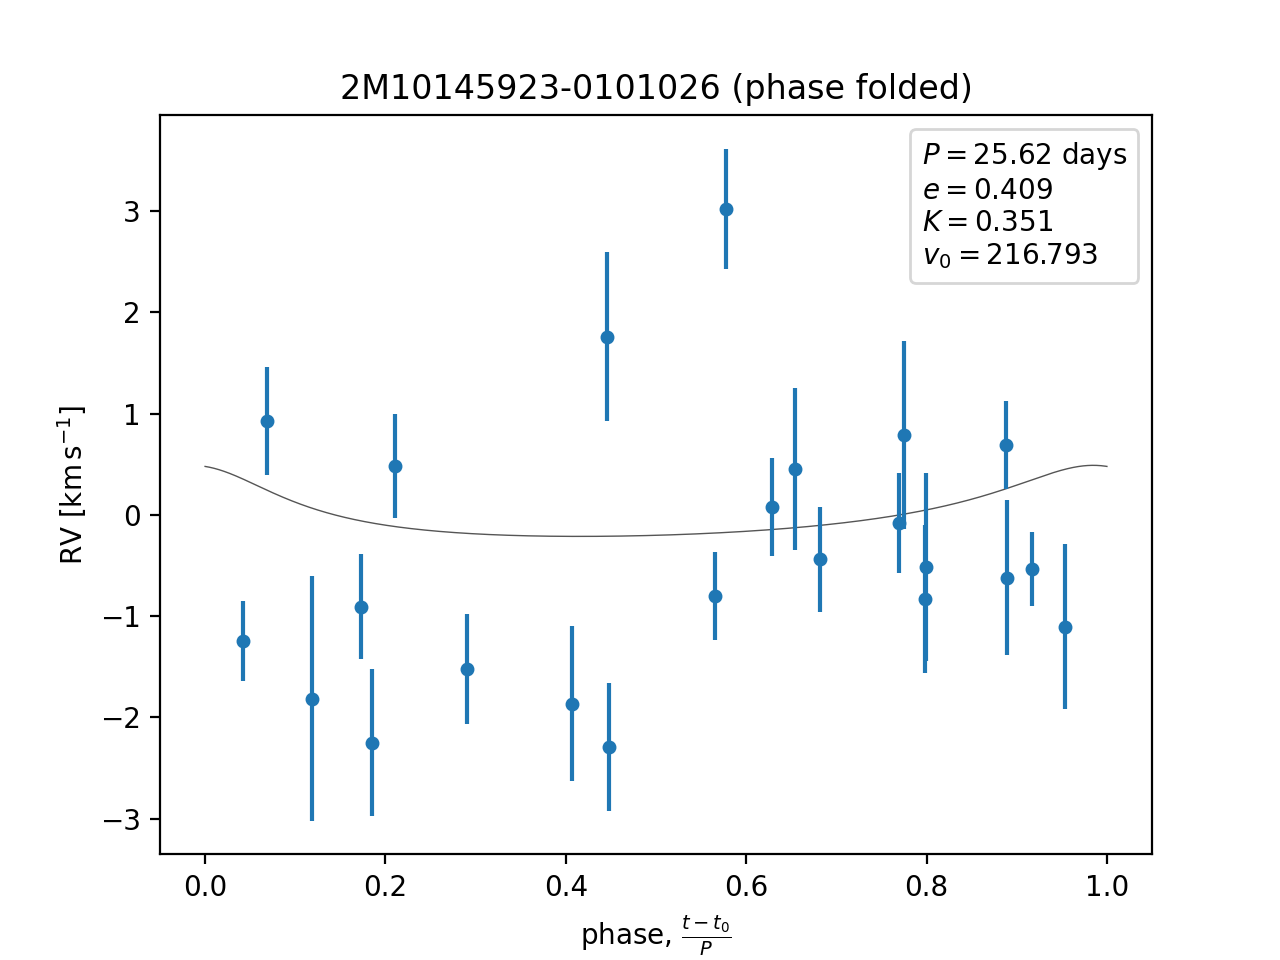 2M10145923-0101026 (phase folded)
P = 25.62 days
e = 0.409
K = 0.351
v₀ = 216.793
RV [km s⁻¹]
3
2
1
0
−1
−2
−3
0.0 0.2 0.4 0.6 0.8 1.0
phase, (t − t₀)/P